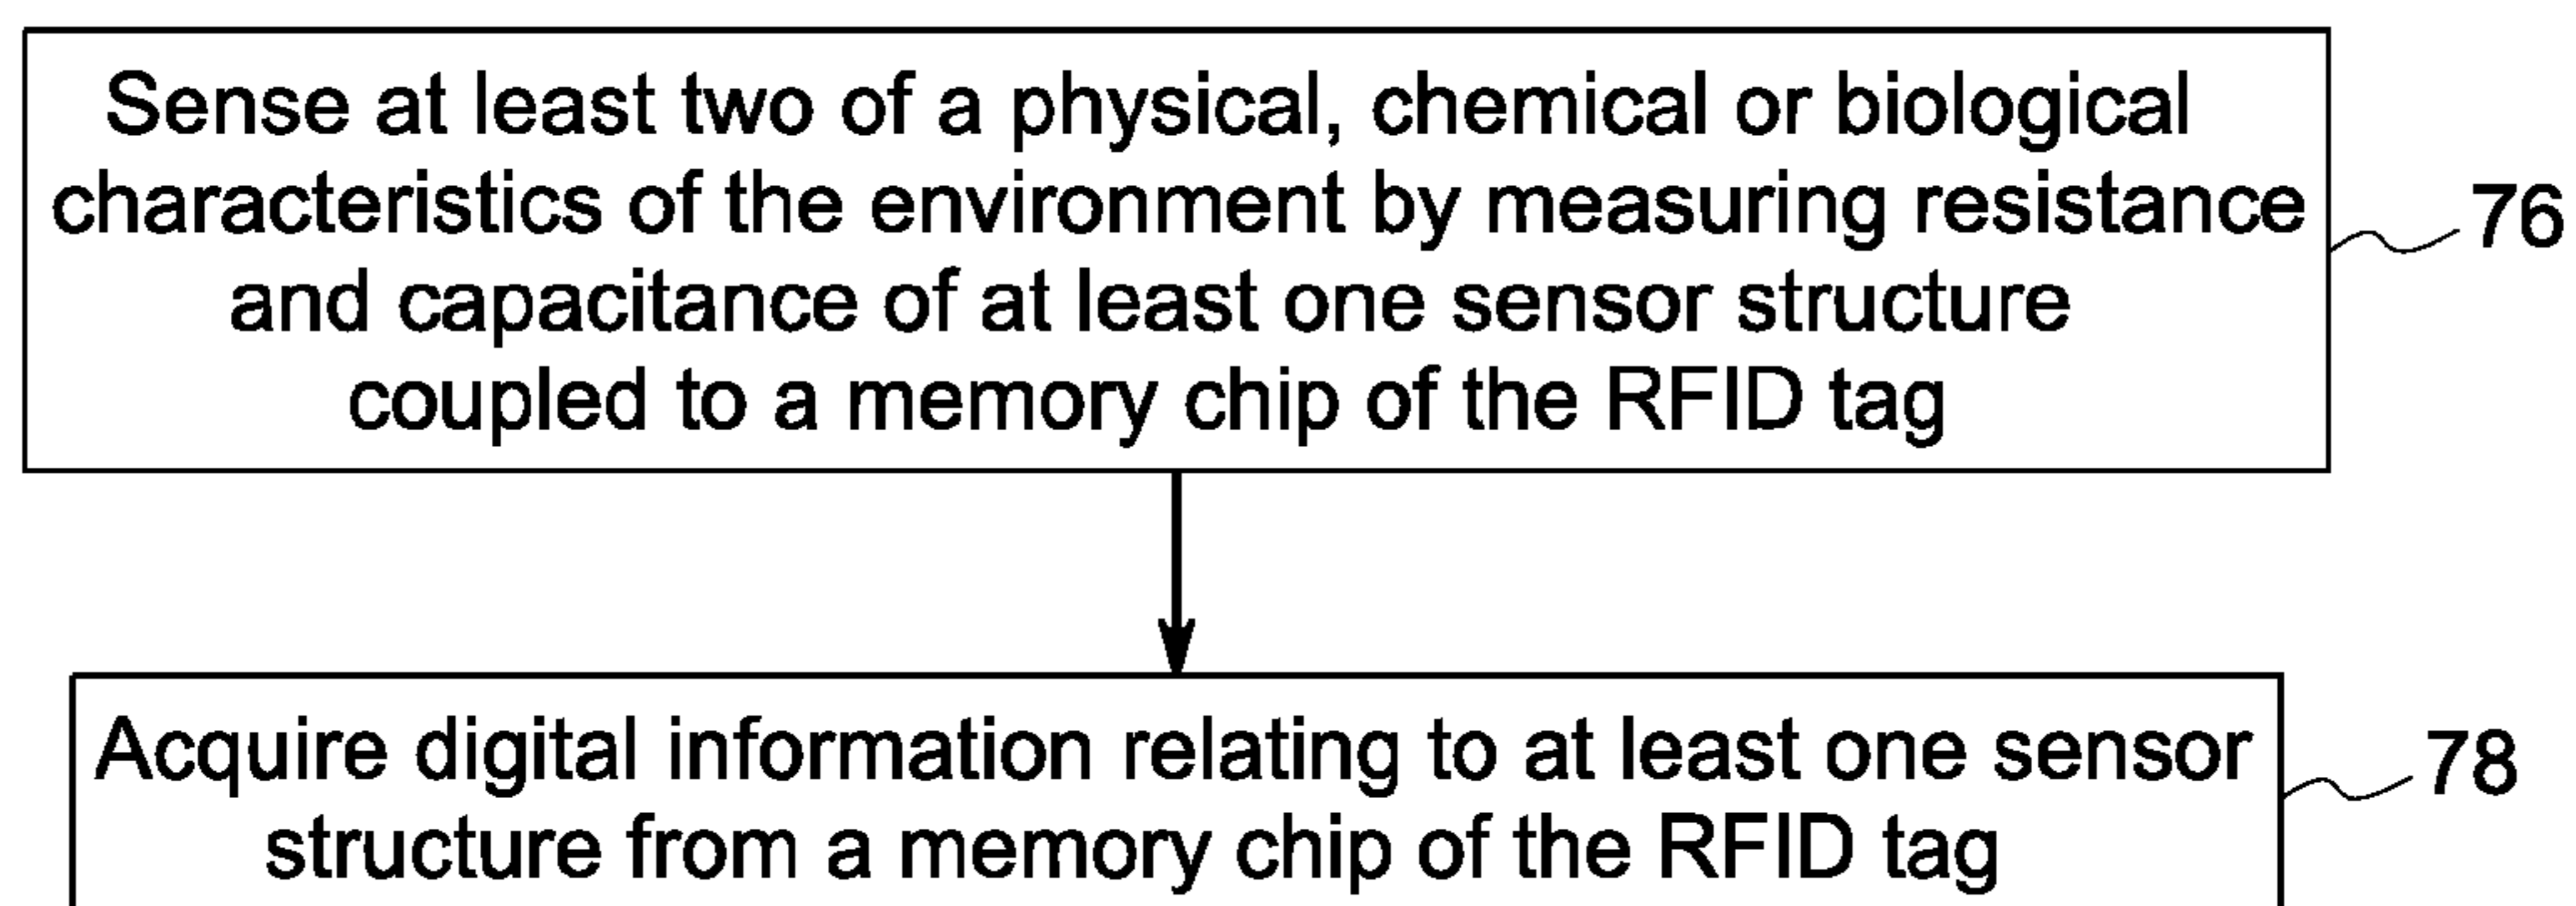 Sense at least two of a physical, chemical or biological
characteristics of the environment by measuring resistance
and capacitance of at least one sensor structure
coupled to a memory chip of the RFID tag
76
Acquire digital information relating to at least one sensor
structure from a memory chip of the RFID tag
78